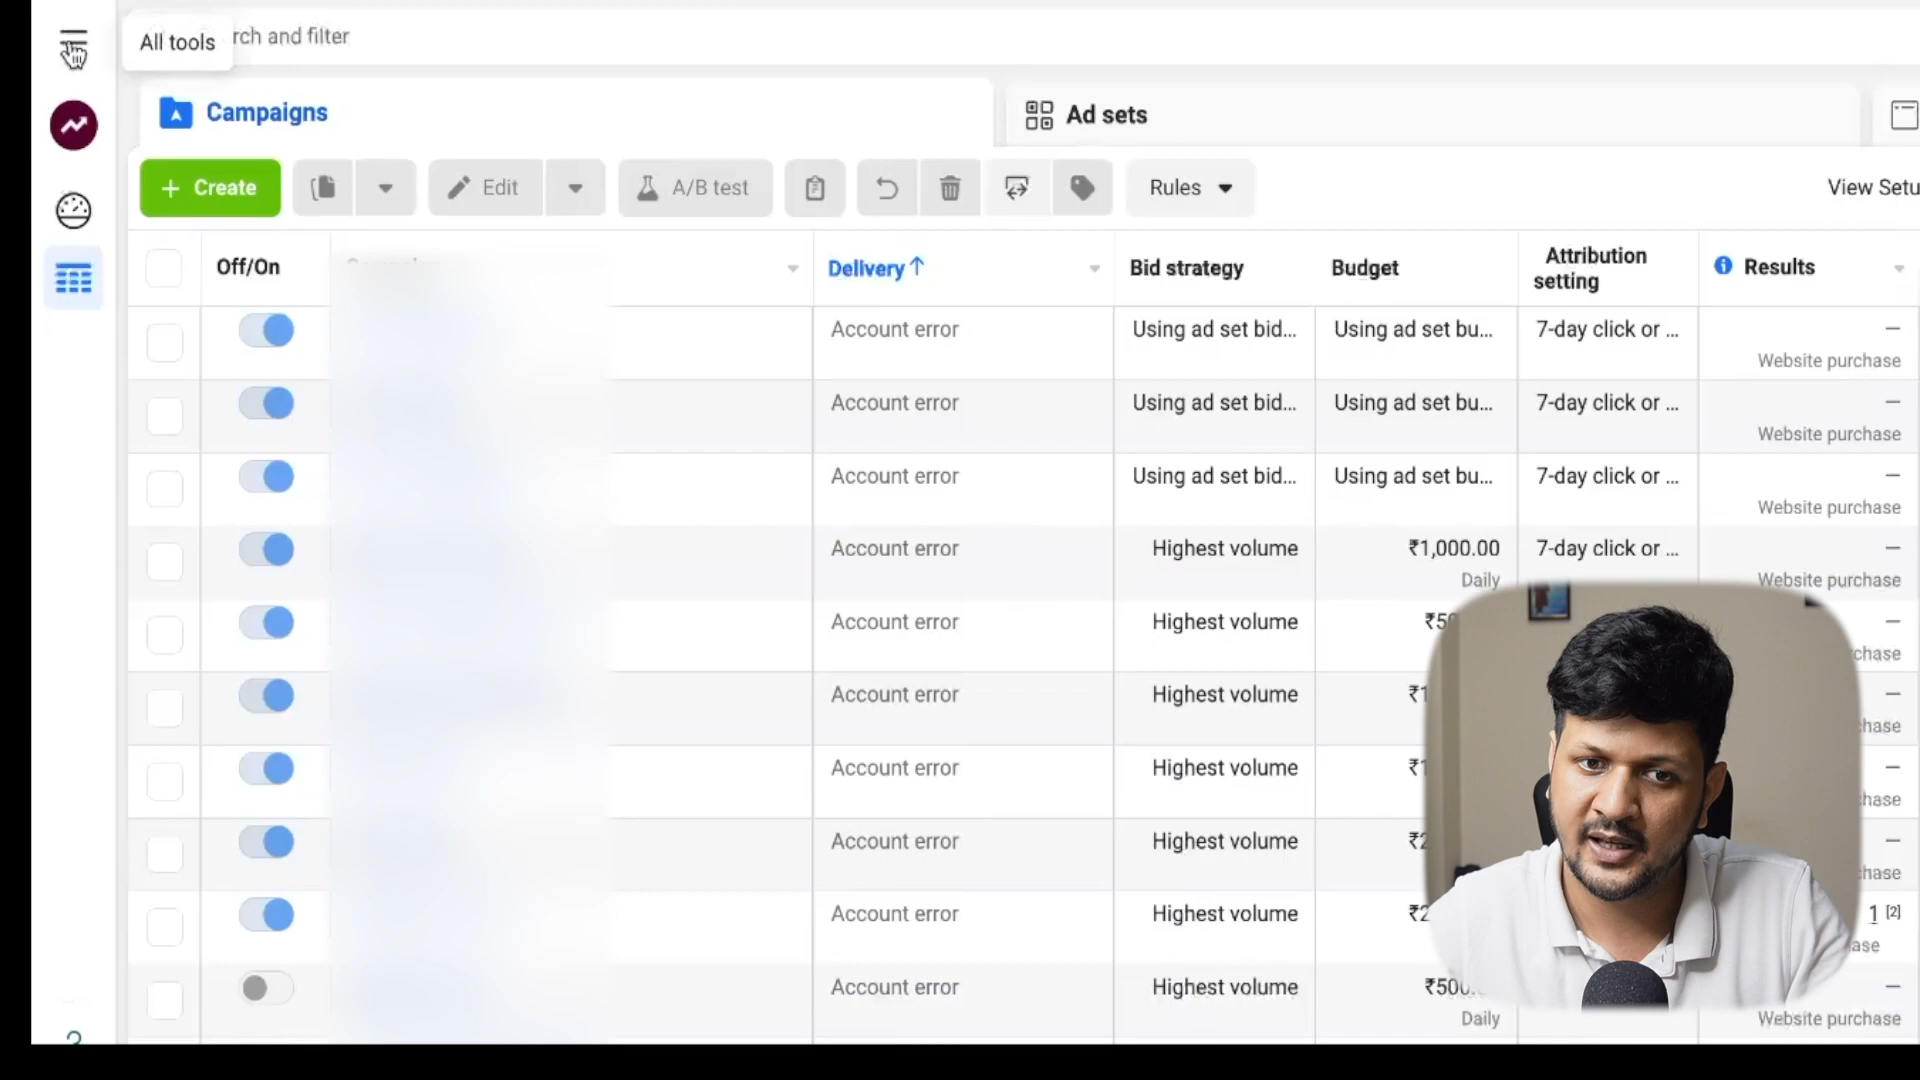 All tools
rch and filter
Campaigns
Ad sets
+ Create
Edit
A/B test
Rules
View Setu
Off/On
Delivery↑
Bid strategy
Budget
Attribution
setting
Results
Account error
Using ad set bid...
Using ad set bu...
7-day click or ...
—
Website purchase
Account error
Using ad set bid...
Using ad set bu...
7-day click or ...
—
Website purchase
Account error
Using ad set bid...
Using ad set bu...
7-day click or ...
—
Website purchase
Account error
Highest volume
₹1,000.00
Daily
7-day click or ...
—
Website purchase
Account error
Highest volume
₹50
—
chase
Account error
Highest volume
₹1
—
hase
Account error
Highest volume
₹1
—
hase
Account error
Highest volume
₹2
—
hase
Account error
Highest volume
₹2
1 [2]
ase
Account error
Highest volume
₹500.
Daily
—
Website purchase